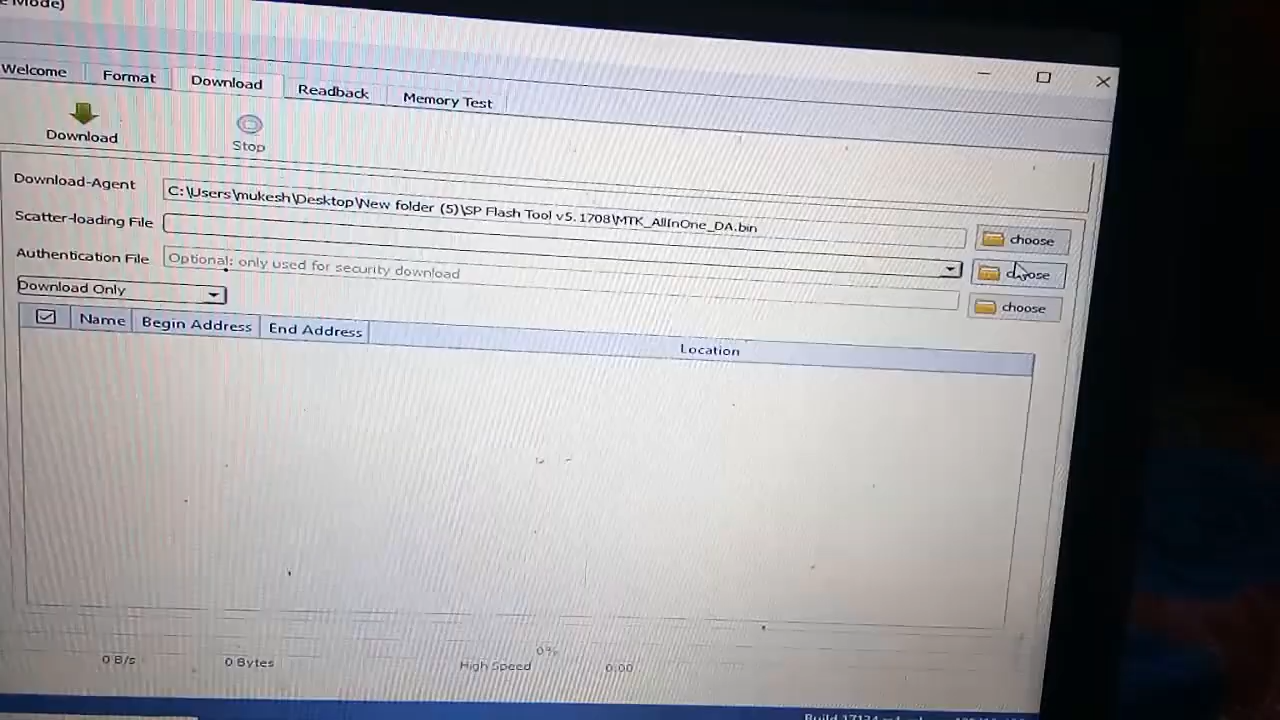 Mode)
Welcome Format Download Readback Memory Test
Download Stop
Download-Agent C:\Users\mukesh\Desktop\New folder (5)\SP Flash Tool v5.1708\MTK_AllInOne_DA.bin choose
Scatter-loading File choose
Authentication File Optional: only used for security download choose
Download Only
Name Begin Address End Address Location
0%
0 B/s 0 Bytes High Speed 0:00
Build